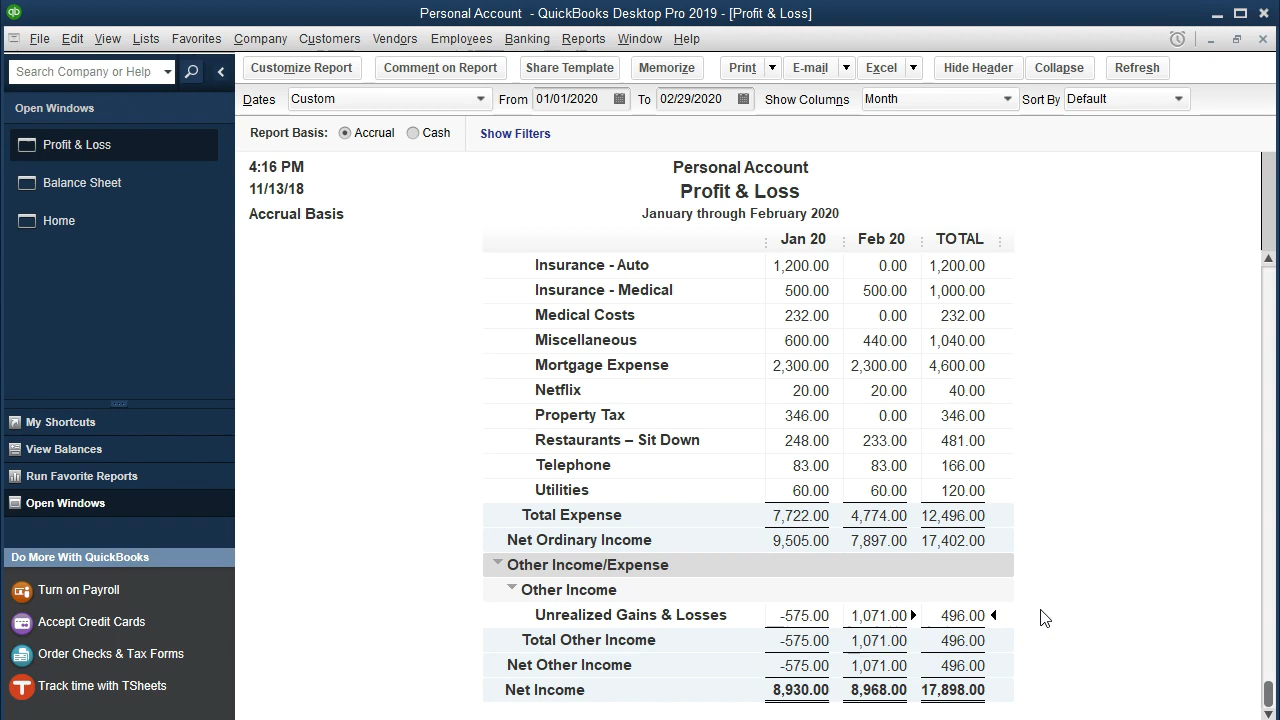 Personal Account - QuickBooks Desktop Pro 2019 - [Profit & Loss]
File Edit View Lists Favorites Company Customers Vendors Employees Banking Reports Window Help
Search Company or Help
Customize Report Comment on Report Share Template Memorize Print E-mail Excel Hide Header Collapse Refresh
Open Windows
Dates Custom From 01/01/2020 To 02/29/2020 Show Columns Month Sort By Default
Profit & Loss
Balance Sheet
Home
Report Basis: Accrual Cash Show Filters
4:16 PM
11/13/18
Accrual Basis
Personal Account
Profit & Loss
January through February 2020
Jan 20 Feb 20 TOTAL
Insurance - Auto 1,200.00 0.00 1,200.00
Insurance - Medical 500.00 500.00 1,000.00
Medical Costs 232.00 0.00 232.00
Miscellaneous 600.00 440.00 1,040.00
Mortgage Expense 2,300.00 2,300.00 4,600.00
Netflix 20.00 20.00 40.00
Property Tax 346.00 0.00 346.00
Restaurants – Sit Down 248.00 233.00 481.00
Telephone 83.00 83.00 166.00
Utilities 60.00 60.00 120.00
Total Expense 7,722.00 4,774.00 12,496.00
Net Ordinary Income 9,505.00 7,897.00 17,402.00
Other Income/Expense
Other Income
Unrealized Gains & Losses -575.00 1,071.00 496.00
Total Other Income -575.00 1,071.00 496.00
Net Other Income -575.00 1,071.00 496.00
Net Income 8,930.00 8,968.00 17,898.00
My Shortcuts
View Balances
Run Favorite Reports
Open Windows
Do More With QuickBooks
Turn on Payroll
Accept Credit Cards
Order Checks & Tax Forms
Track time with TSheets